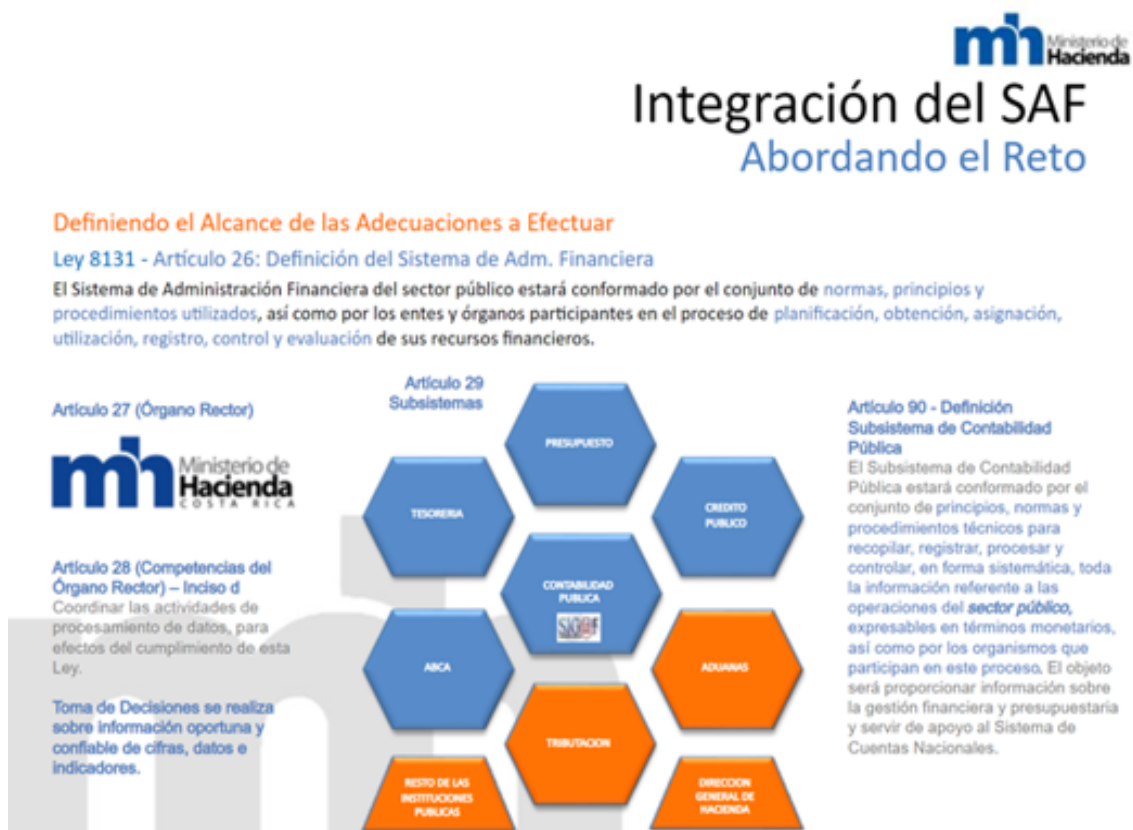 mh Ministerio de
Hacienda
Integración del SAF
Abordando el Reto
Definiendo el Alcance de las Adecuaciones a Efectuar
Ley 8131 - Artículo 26: Definición del Sistema de Adm. Financiera
El Sistema de Administración Financiera del sector público estará conformado por el conjunto de normas, principios y
procedimientos utilizados, así como por los entes y órganos participantes en el proceso de planificación, obtención, asignación,
utilización, registro, control y evaluación de sus recursos financieros.
Artículo 27 (Órgano Rector)
mh Ministerio de
Hacienda
COSTA RICA
Artículo 28 (Competencias del
Órgano Rector) – Inciso d
Coordinar las actividades de
procesamiento de datos, para
efectos del cumplimiento de esta
Ley.
Toma de Decisiones se realiza
sobre información oportuna y
confiable de cifras, datos e
indicadores.
Artículo 29
Subsistemas
PRESUPUESTO
TESORERIA
CREDITO
PUBLICO
CONTABILIDAD
PUBLICA
SIGAF
ABCA
ADUANAS
TRIBUTACION
RESTO DE LAS
INSTITUCIONES
PUBLICAS
DIRECCION
GENERAL DE
HACIENDA
Artículo 90 - Definición
Subsistema de Contabilidad
Pública
El Subsistema de Contabilidad
Pública estará conformado por el
conjunto de principios, normas y
procedimientos técnicos para
recopilar, registrar, procesar y
controlar, en forma sistemática, toda
la información referente a las
operaciones del sector público,
expresables en términos monetarios,
así como por los organismos que
participan en este proceso. El objeto
será proporcionar información sobre
la gestión financiera y presupuestaria
y servir de apoyo al Sistema de
Cuentas Nacionales.